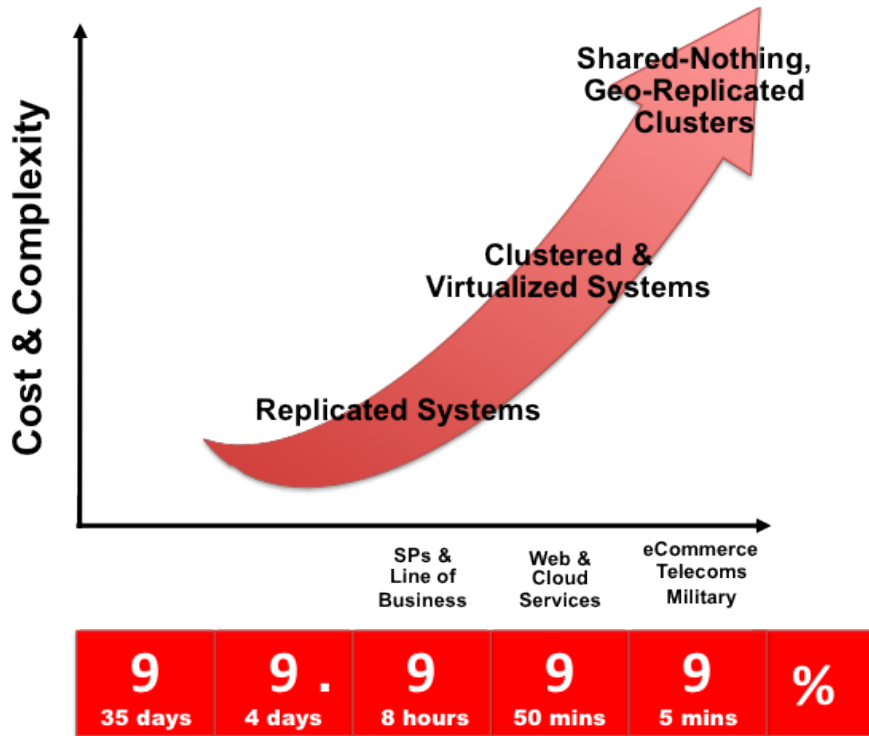 Cost & Complexity
Shared-Nothing,
Geo-Replicated
Clusters
Clustered &
Virtualized Systems
Replicated Systems
SPs &
Line of
Business
Web &
Cloud
Services
eCommerce
Telecoms
Military
9 9. 9 9 9 %
35 days 4 days 8 hours 50 mins 5 mins